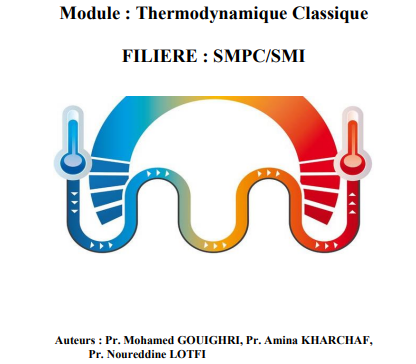 Module : Thermodynamique Classique
FILIERE : SMPC/SMI
Auteurs : Pr. Mohamed GOUIGHRI, Pr. Amina KHARCHAF,
Pr. Noureddine LOTFI